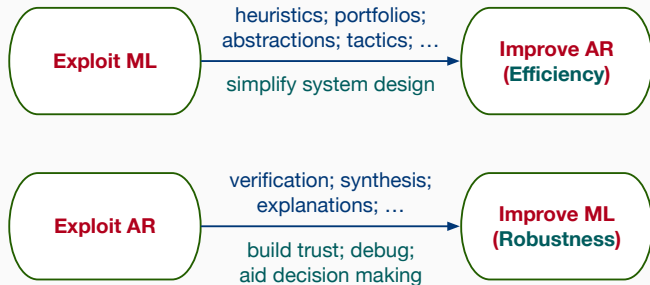 heuristics; portfolios;
abstractions; tactics; …
Exploit ML
simplify system design
Improve AR
(Efficiency)
verification; synthesis;
explanations; …
Exploit AR
build trust; debug;
aid decision making
Improve ML
(Robustness)